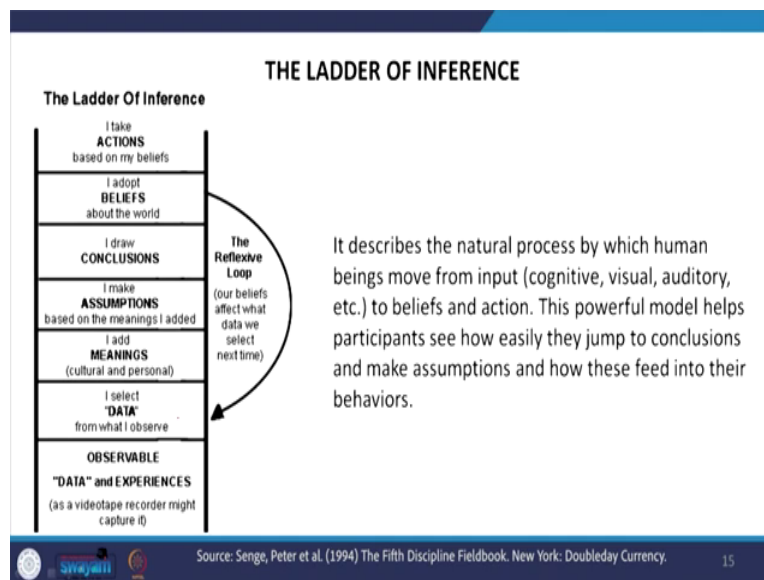 THE LADDER OF INFERENCE
The Ladder Of Inference
I take
ACTIONS
based on my beliefs
I adopt
BELIEFS
about the world
I draw
CONCLUSIONS
I make
ASSUMPTIONS
based on the meanings I added
I add
MEANINGS
(cultural and personal)
I select
"DATA"
from what I observe
OBSERVABLE
"DATA" and EXPERIENCES
(as a videotape recorder might
capture it)
The
Reflexive
Loop
(our beliefs
affect what
data we
select
next time)
It describes the natural process by which human
beings move from input (cognitive, visual, auditory,
etc.) to beliefs and action. This powerful model helps
participants see how easily they jump to conclusions
and make assumptions and how these feed into their
behaviors.
swayam
Source: Senge, Peter et al. (1994) The Fifth Discipline Fieldbook. New York: Doubleday Currency.
15